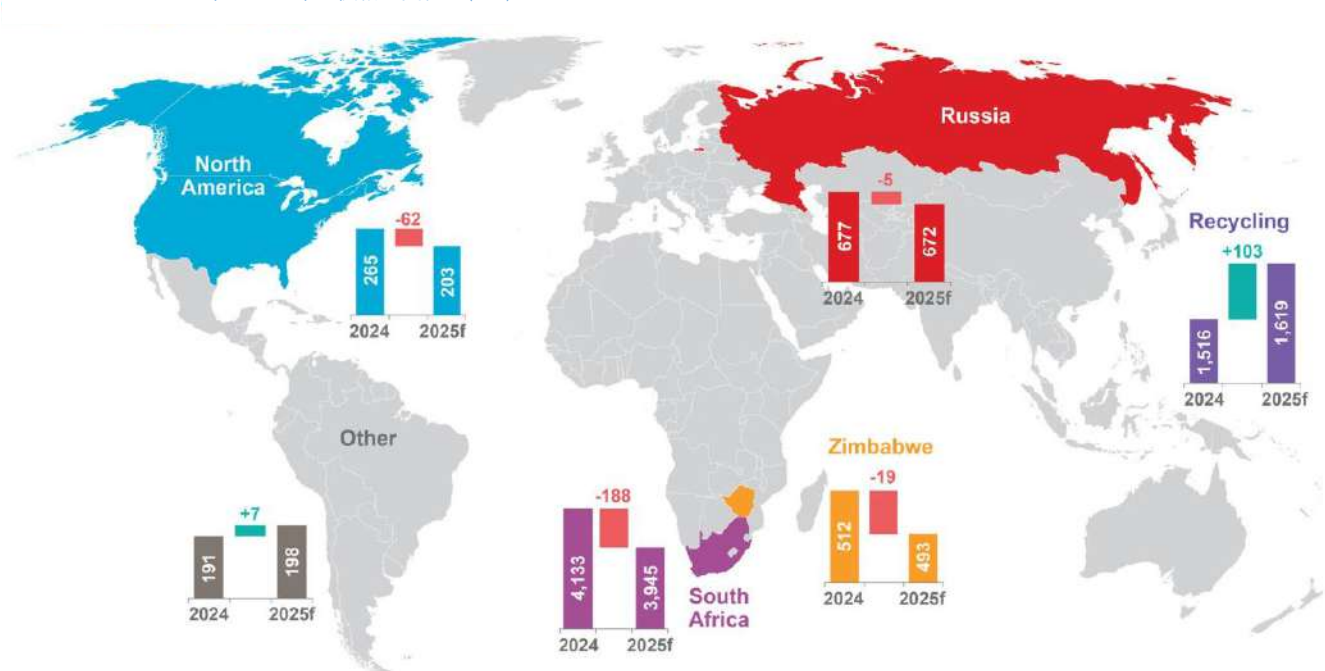 North
America
-62
265
203
2024
2025f
Russia
-5
677
672
2024
2025f
Recycling
+103
1,516
1,619
2024
2025f
Other
+7
191
198
2024
2025f
-188
4,133
3,945
2024
2025f
South
Africa
Zimbabwe
-19
512
493
2024
2025f